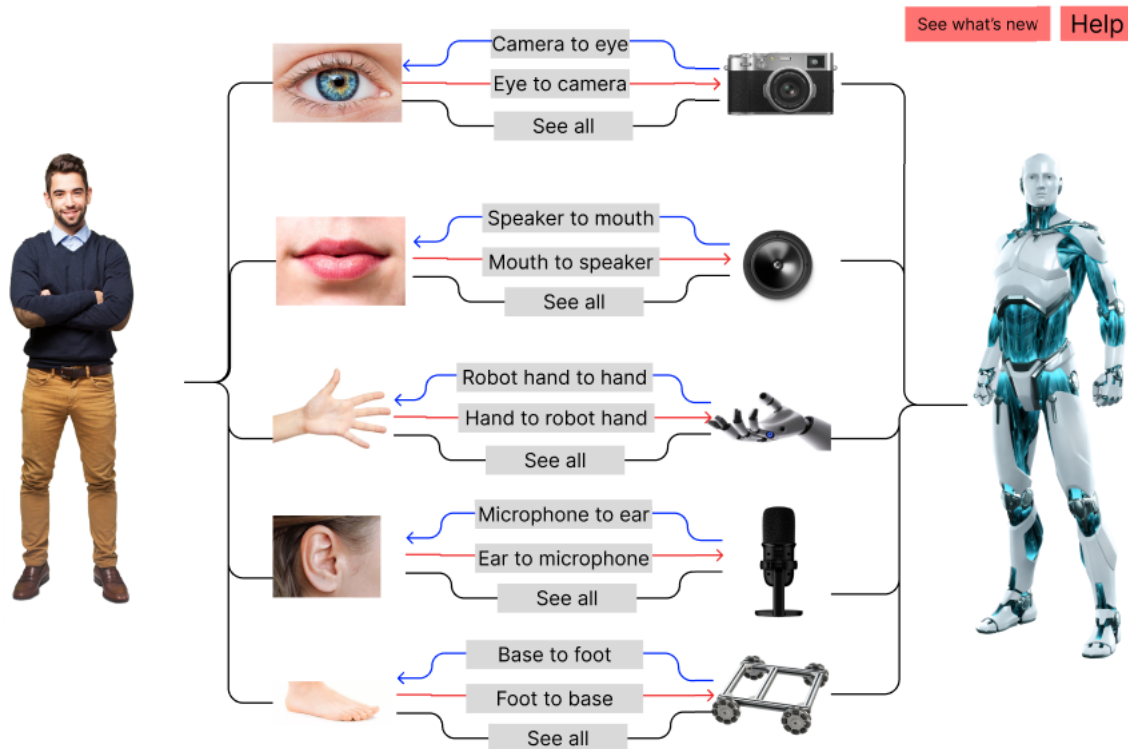 See what's new
Help
Camera to eye
Eye to camera
See all
Speaker to mouth
Mouth to speaker
See all
Robot hand to hand
Hand to robot hand
See all
Microphone to ear
Ear to microphone
See all
Base to foot
Foot to base
See all